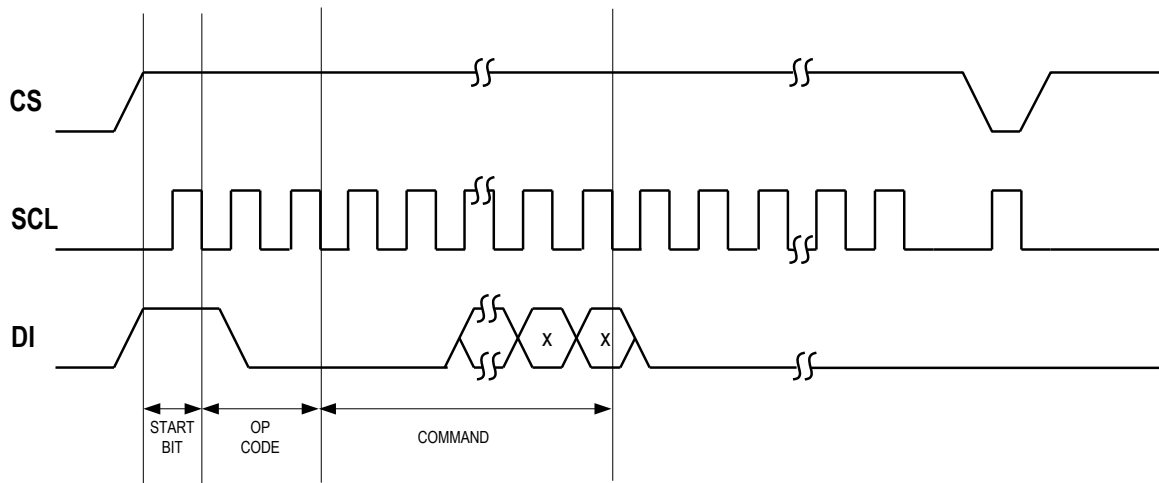 CS
SCL
DI
X X
START
BIT
OP
CODE
COMMAND